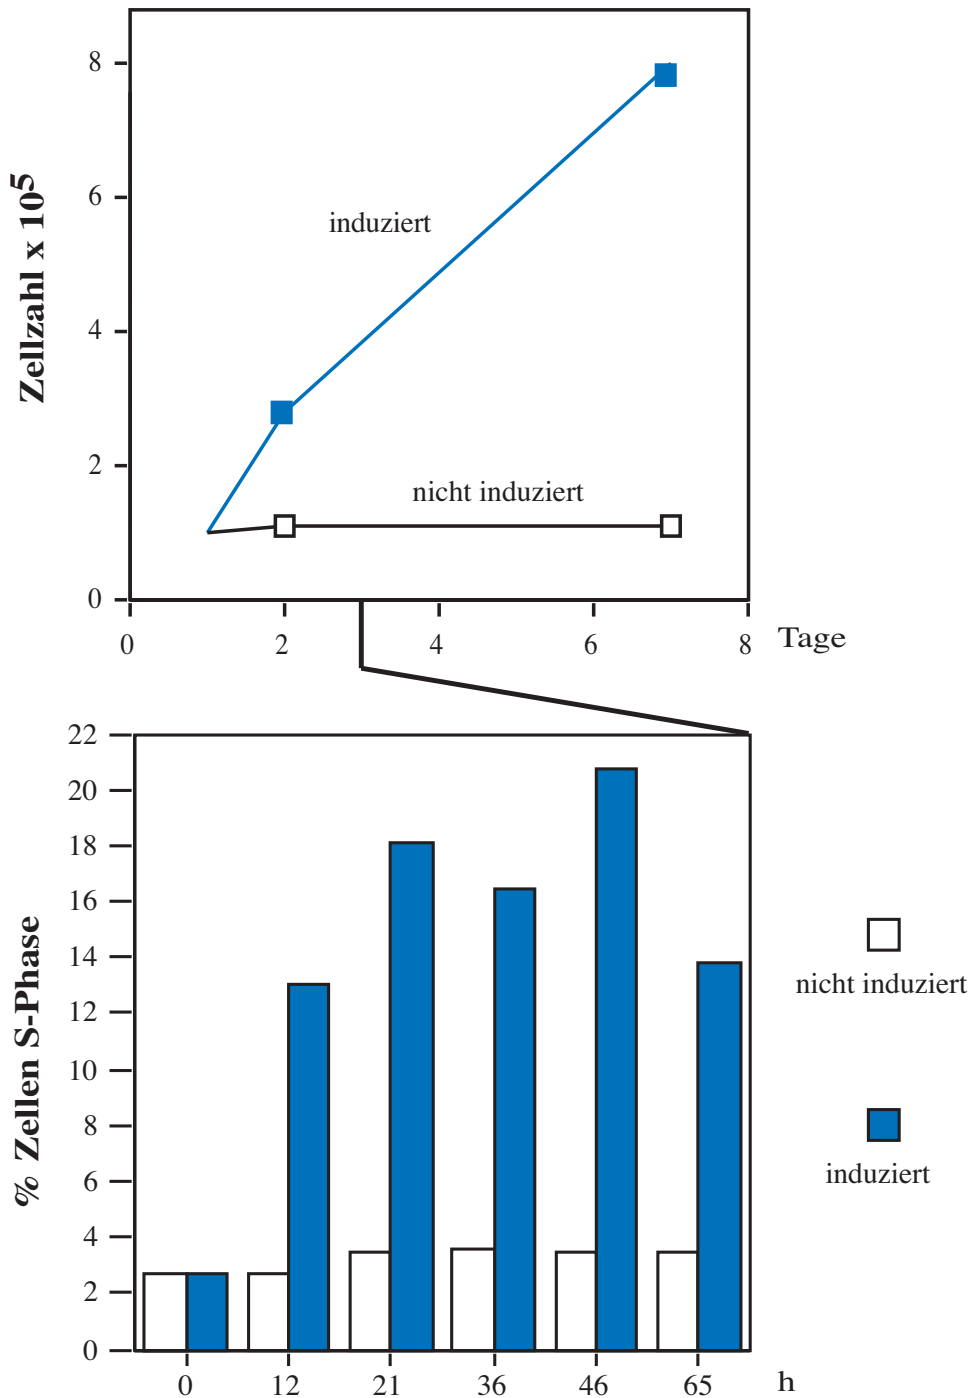 8
6
4
2
0
Zellzahl x 10⁵
induziert
nicht induziert
0 2 4 6 8 Tage
22
20
18
16
14
12
10
8
6
4
2
0
% Zellen S-Phase
0 12 21 36 46 65 h
nicht induziert
induziert